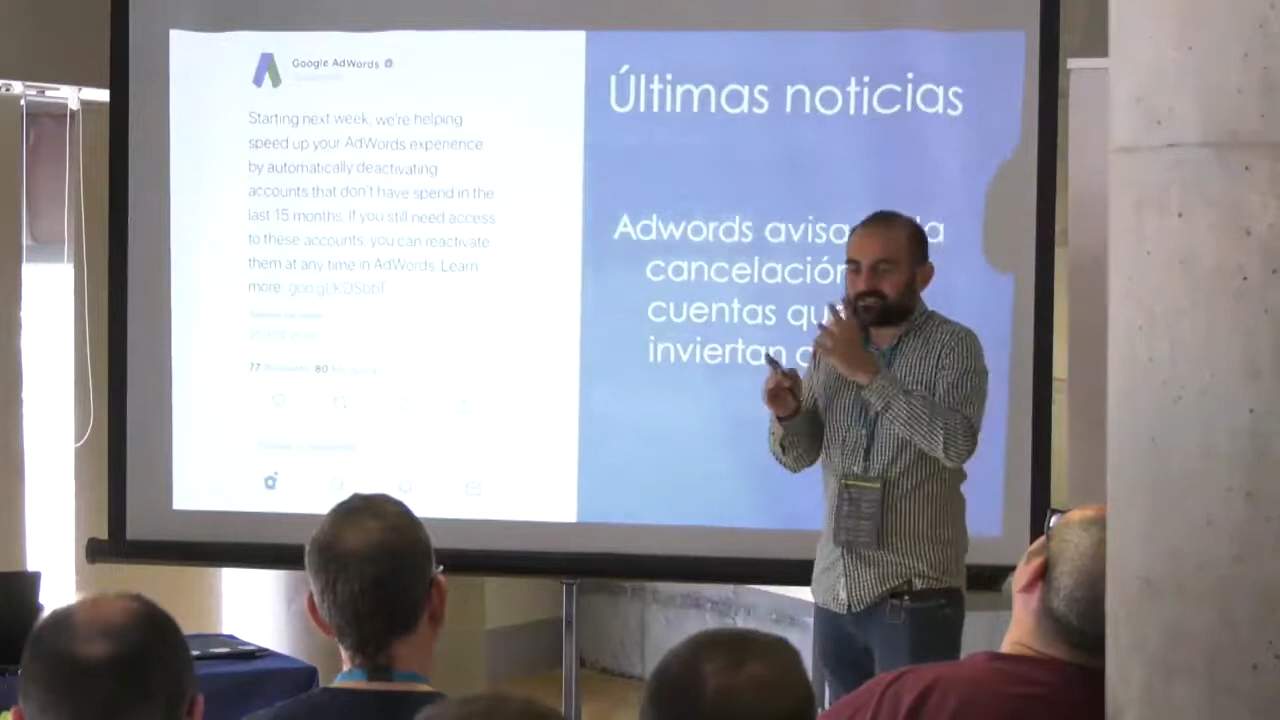 Google AdWords
Starting next week, we're helping
speed up your AdWords experience
by automatically deactivating
accounts that don't have spend in the
last 15 months. If you still need access
to these accounts, you can reactivate
them at any time in AdWords. Learn
more:
77
80
Últimas noticias
Adwords avisa
cancelación
cuentas
inviertan